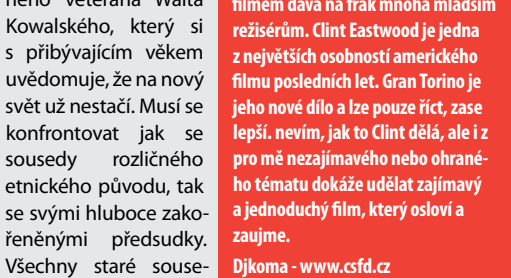 ného veterána Walta
Kowalského, který si
s přibývajícím věkem
uvědomuje, že na nový
svět už nestačí. Musí se
konfrontovat jak se
sousedy rozličného
etnického původu, tak
se svými hluboce zako-
řeněnými předsudky.
Všechny staré souse-
filmem dává na frak mnoha mladším
režisérům. Clint Eastwood je jedna
z největších osobností amerického
filmu posledních let. Gran Torino je
jeho nové dílo a lze pouze říct, zase
lepší. nevím, jak to Clint dělá, ale i z
pro mě nezajímavého nebo ohrané-
ho tématu dokáže udělat zajímavý
a jednoduchý film, který osloví a
zaujme.
Djkoma - www.csfd.cz